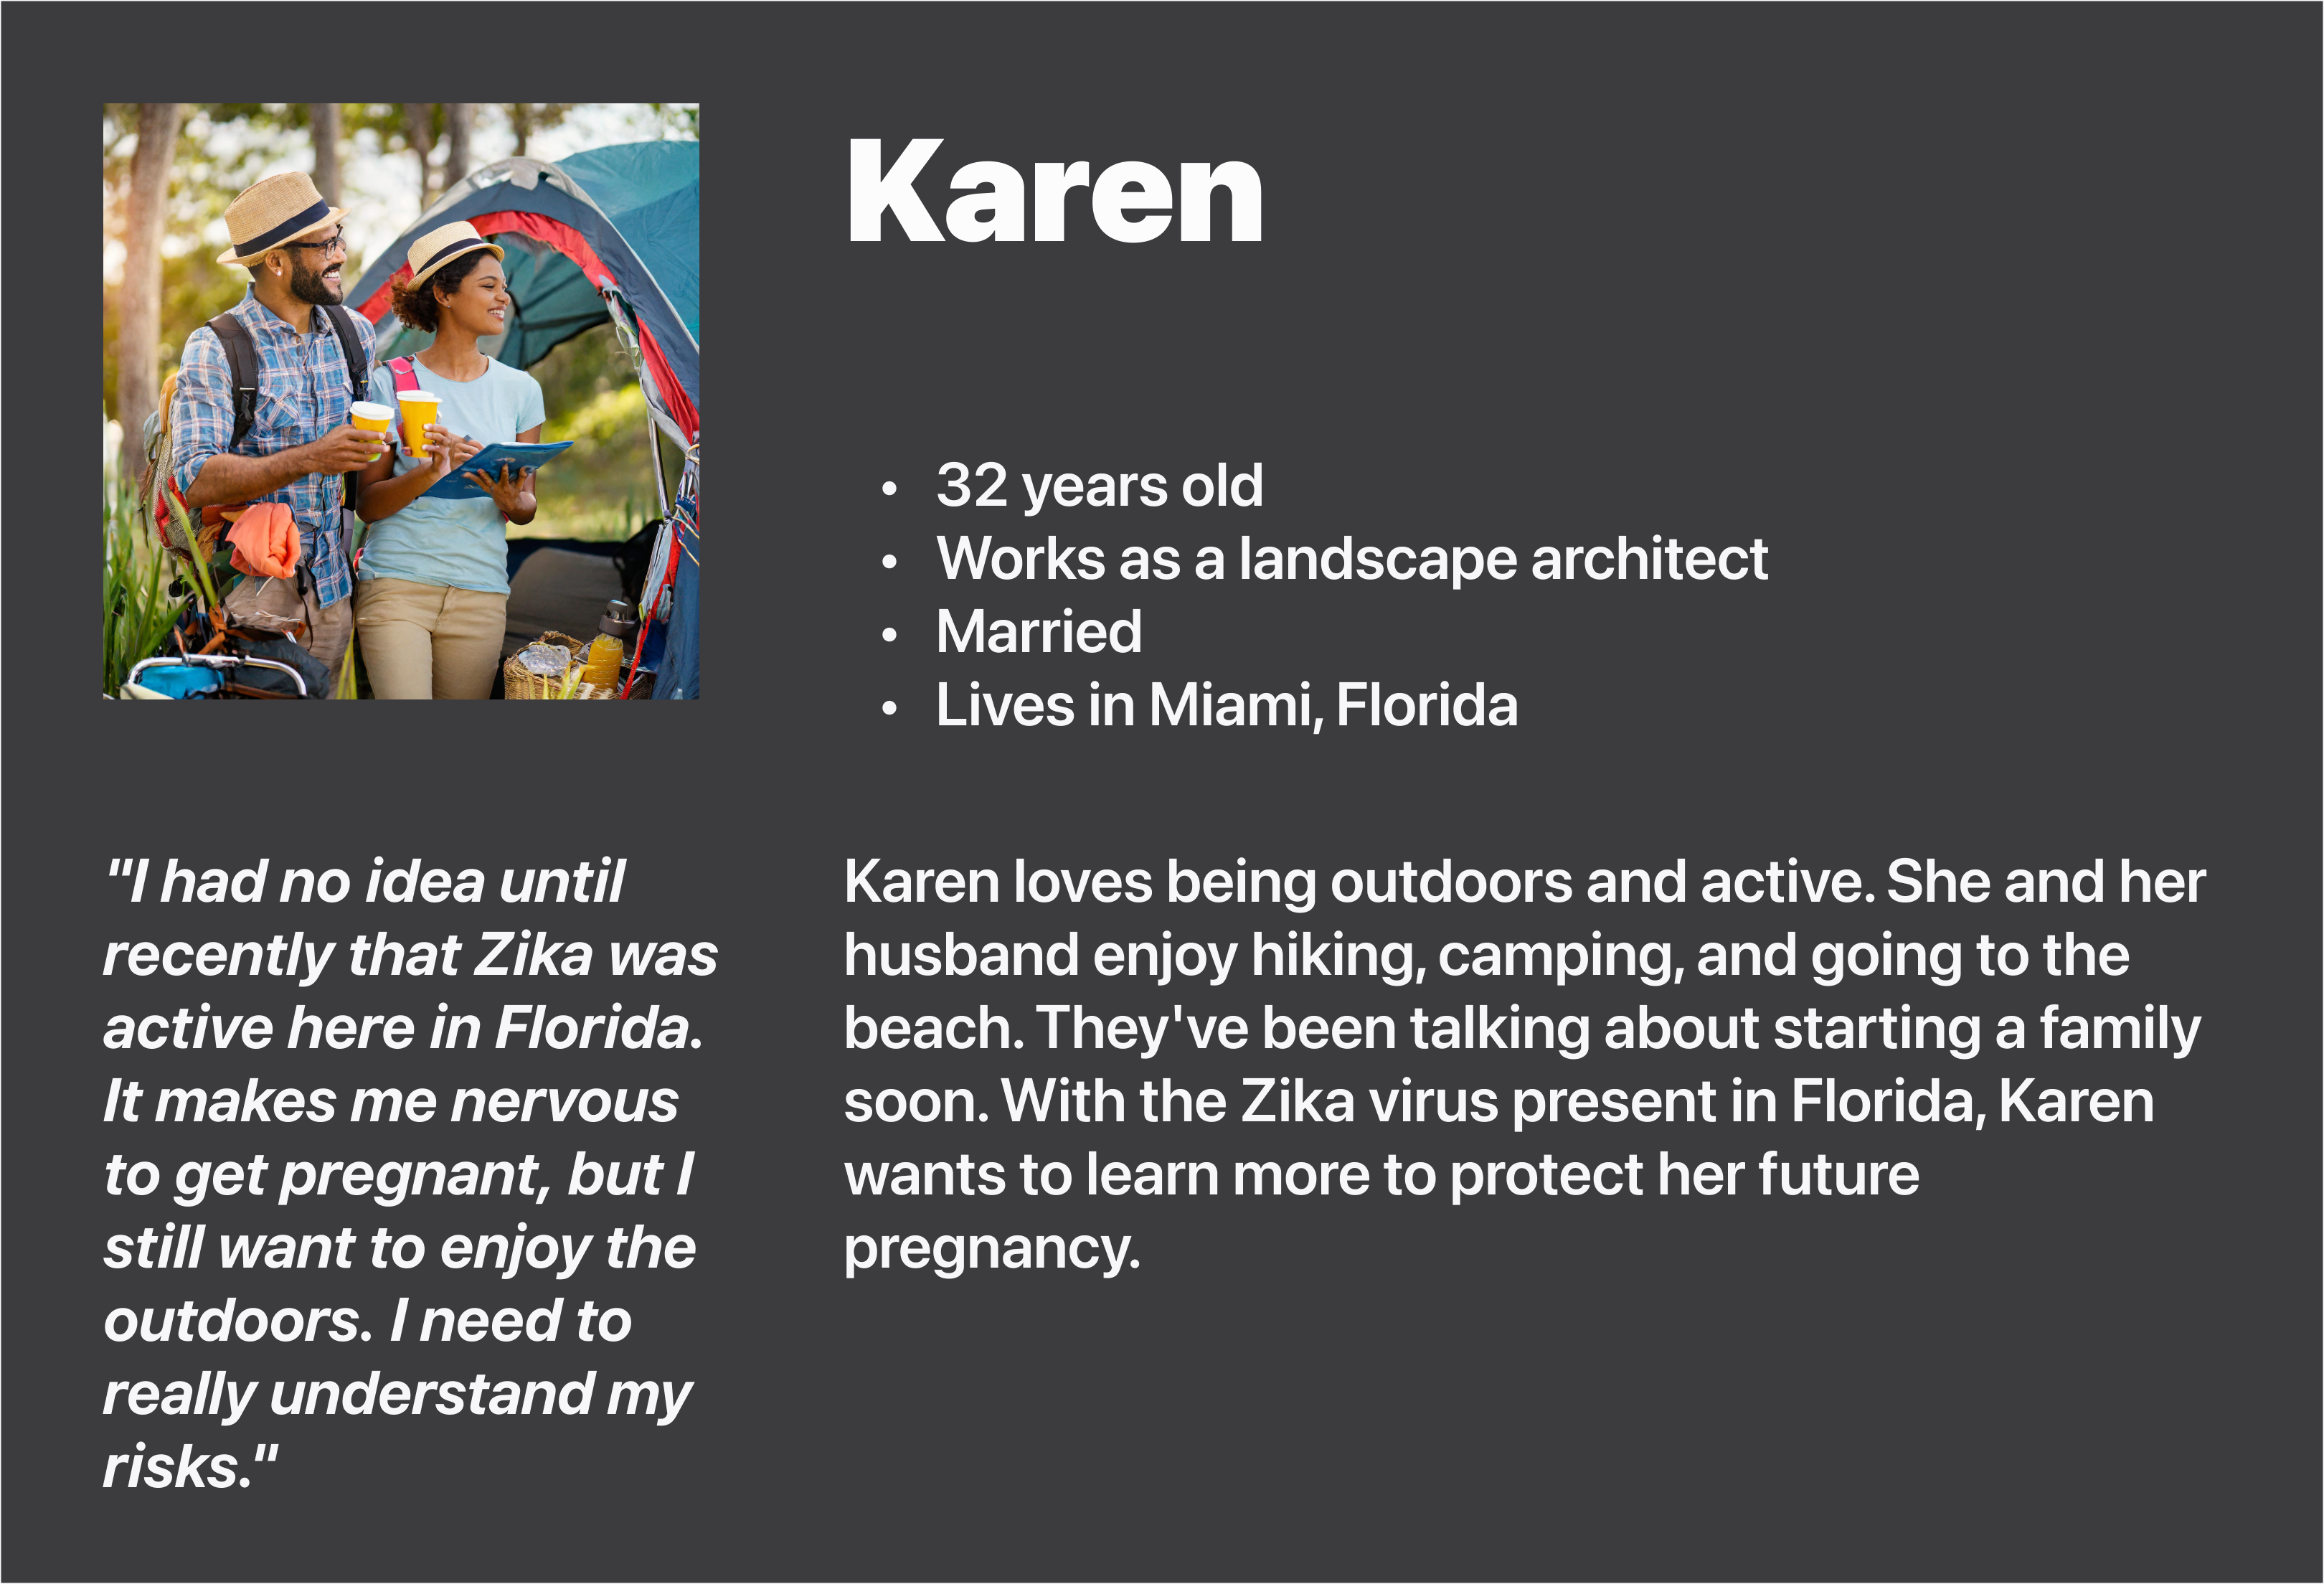 Karen
• 32 years old
• Works as a landscape architect
• Married
• Lives in Miami, Florida
"I had no idea until
recently that Zika was
active here in Florida.
It makes me nervous
to get pregnant, but I
still want to enjoy the
outdoors. I need to
really understand my
risks."
Karen loves being outdoors and active. She and her
husband enjoy hiking, camping, and going to the
beach. They've been talking about starting a family
soon. With the Zika virus present in Florida, Karen
wants to learn more to protect her future
pregnancy.